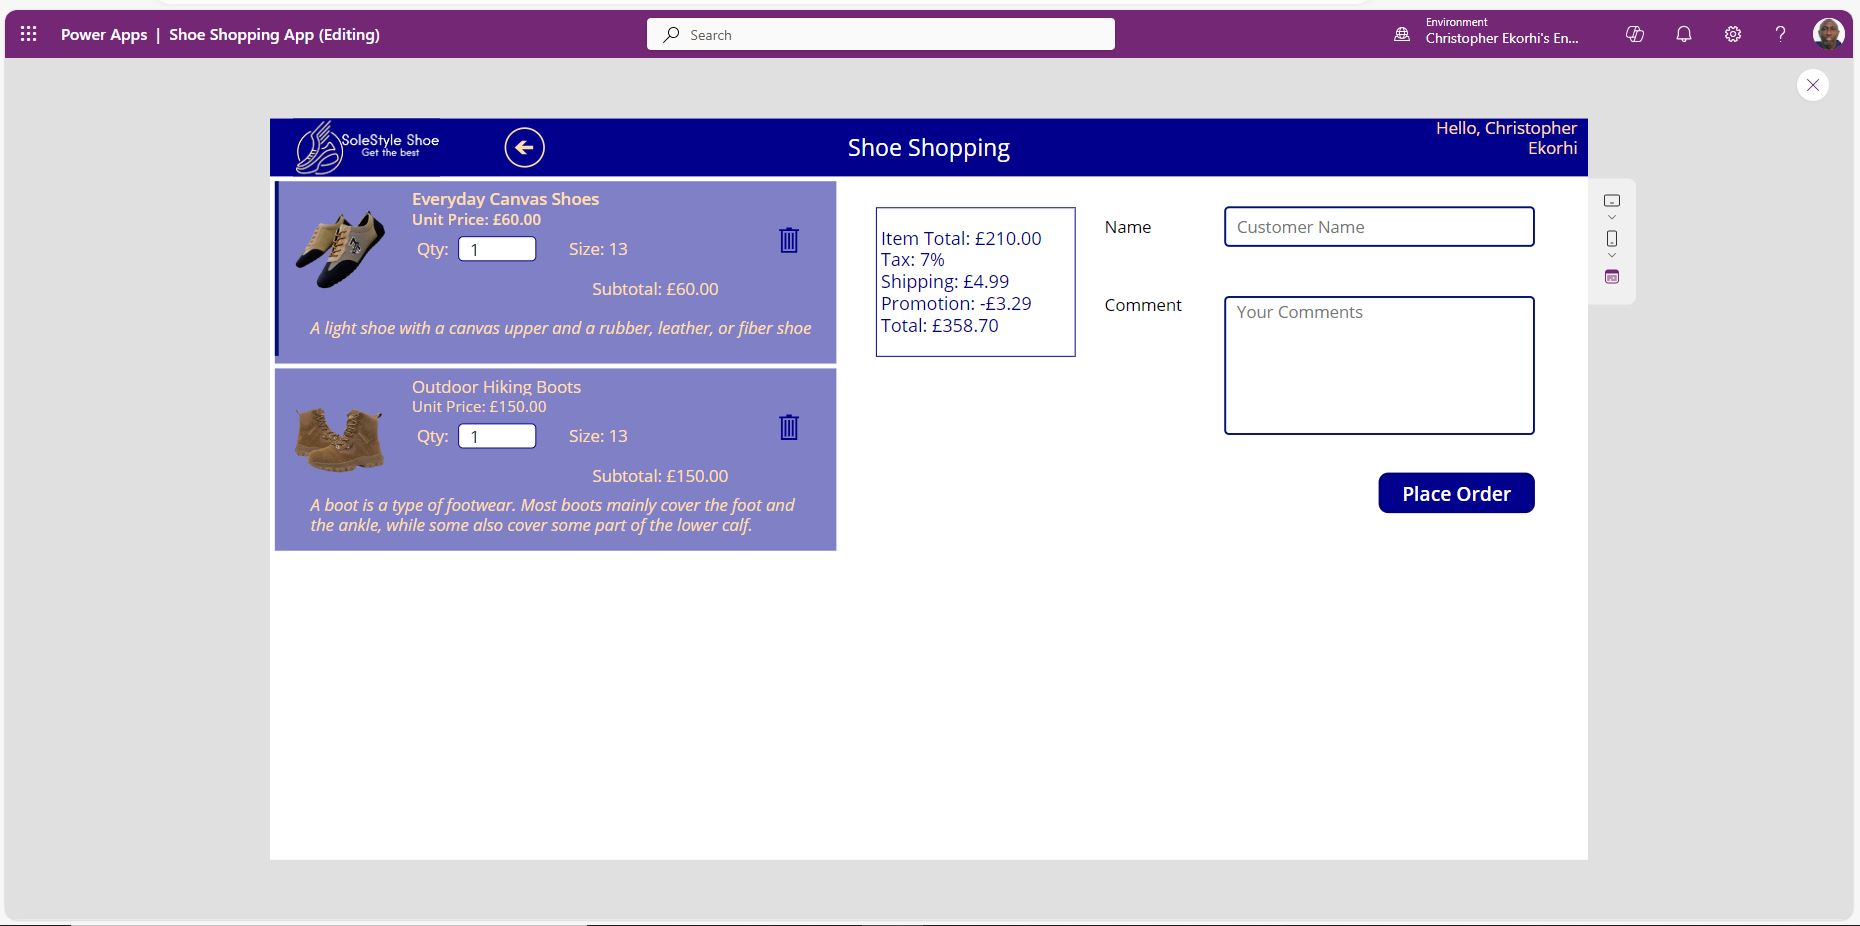 Power Apps | Shoe Shopping App (Editing)
Search
Environment
Christopher Ekorhi's En...
SoleStyle Shoe
Get the best
Shoe Shopping
Hello, Christopher
Ekorhi
Everyday Canvas Shoes
Unit Price: £60.00
Qty: 1 Size: 13
Subtotal: £60.00
A light shoe with a canvas upper and a rubber, leather, or fiber shoe
Outdoor Hiking Boots
Unit Price: £150.00
Qty: 1 Size: 13
Subtotal: £150.00
A boot is a type of footwear. Most boots mainly cover the foot and
the ankle, while some also cover some part of the lower calf.
Item Total: £210.00
Tax: 7%
Shipping: £4.99
Promotion: -£3.29
Total: £358.70
Name
Customer Name
Comment
Your Comments
Place Order